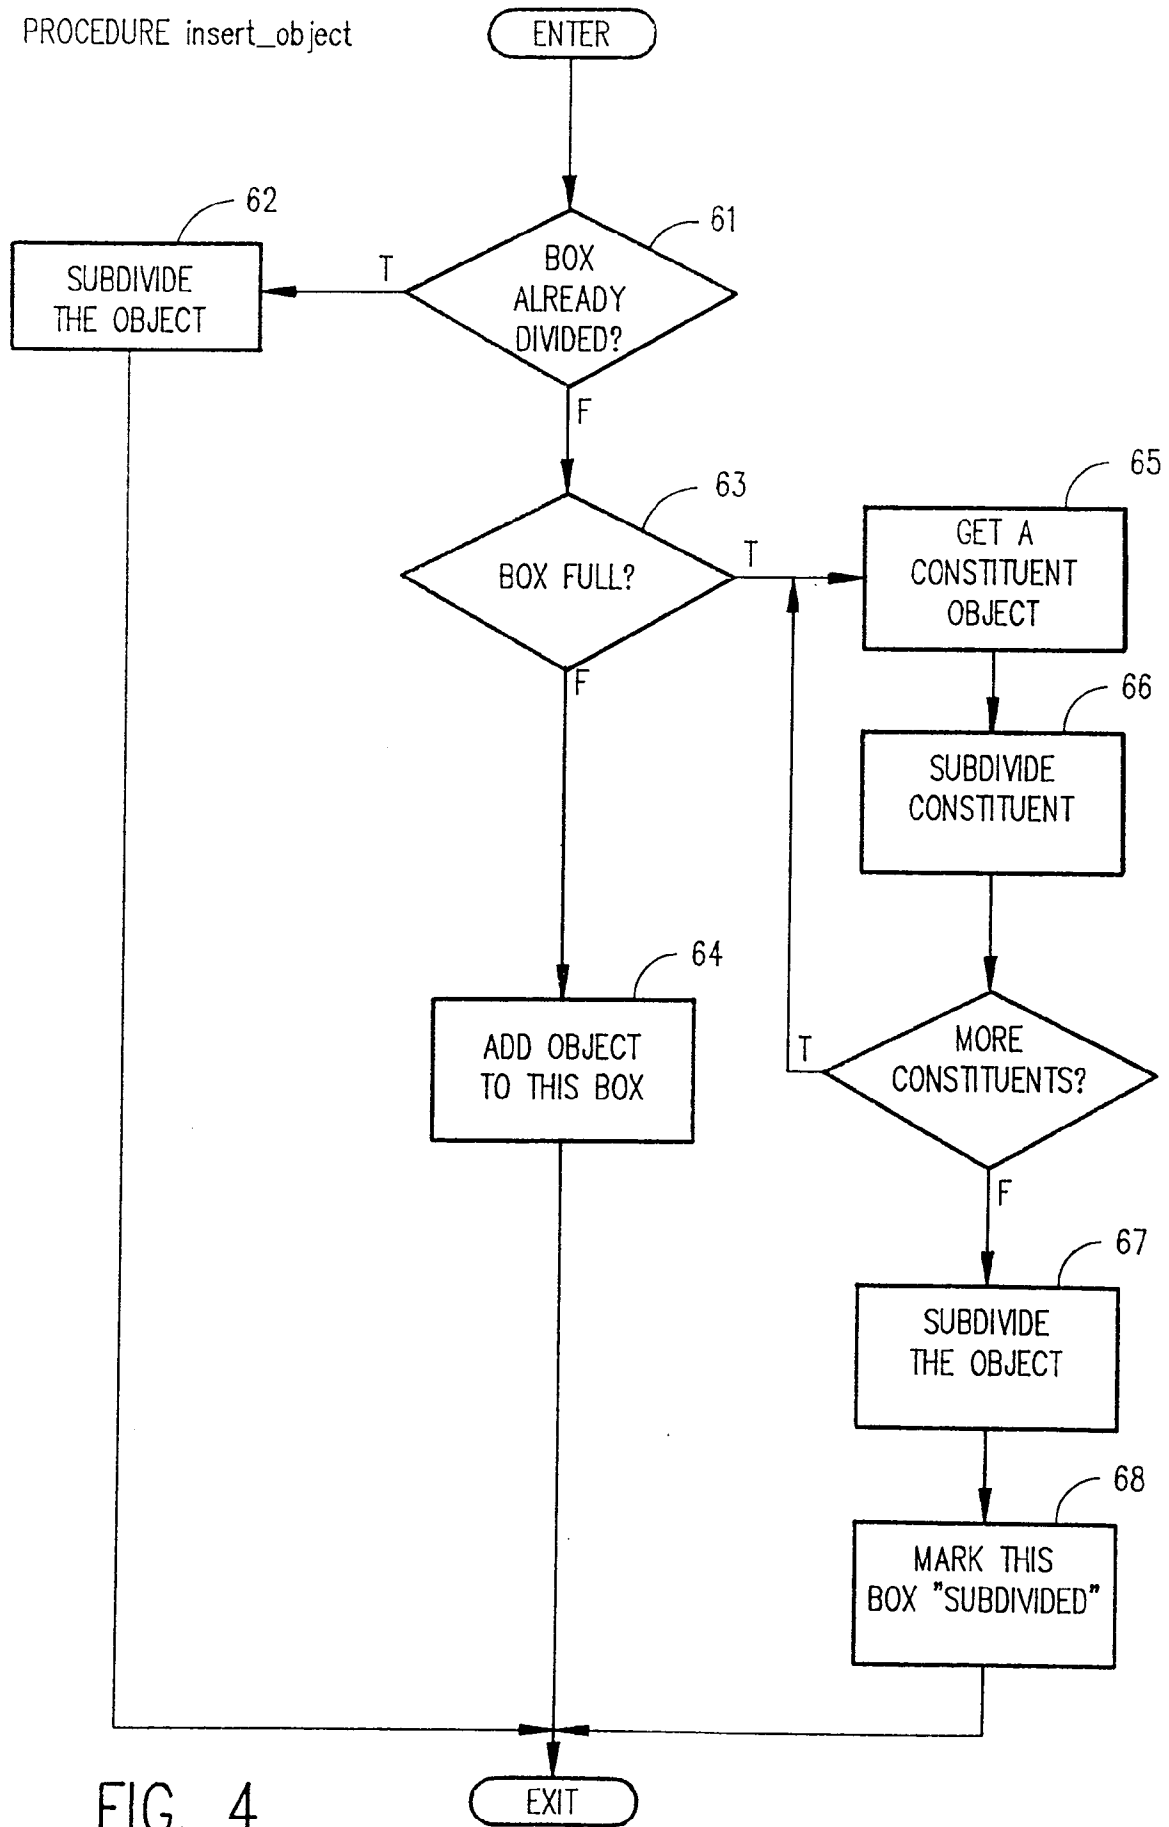 PROCEDURE insert_object
ENTER
62
61
SUBDIVIDE
THE OBJECT
T
BOX
ALREADY
DIVIDED?
F
65
63
T
BOX FULL?
GET A
CONSTITUENT
OBJECT
F
66
SUBDIVIDE
CONSTITUENT
64
ADD OBJECT
TO THIS BOX
T
MORE
CONSTITUENTS?
F
67
SUBDIVIDE
THE OBJECT
68
MARK THIS
BOX "SUBDIVIDED"
FIG. 4
EXIT